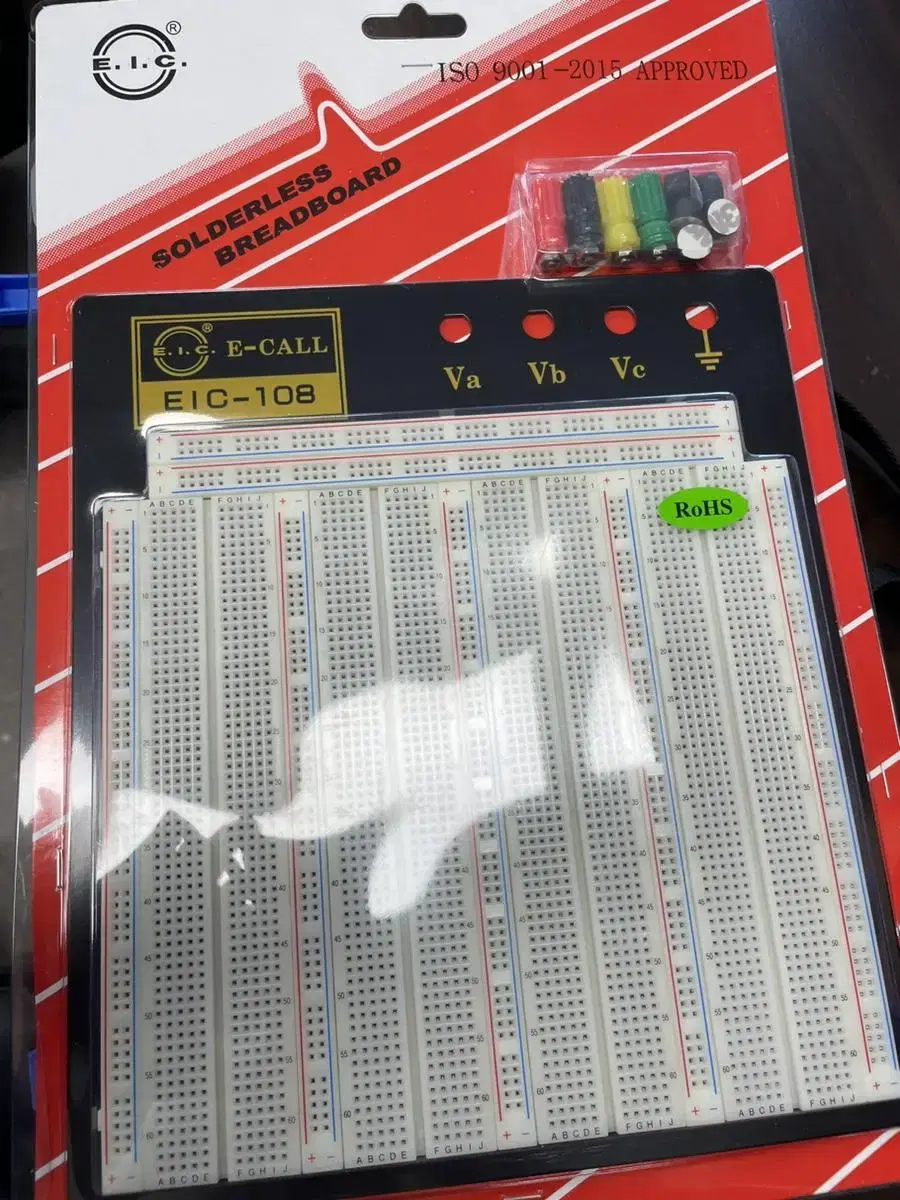 E.I.C.®
ISO 9001-2015 APPROVED
SOLDERLESS
BREADBOARD
E.I.C.® E-CALL
EIC-108
Va Vb Vc
RoHS
A B C D E F G H I J + - A B C D E F G H I J + - A B C D E F G H I J + - A B C D E F G H I J + -
A B C D E F G H I J + - A B C D E F G H I J + - A B C D E F G H I J + - A B C D E F G H I J + -